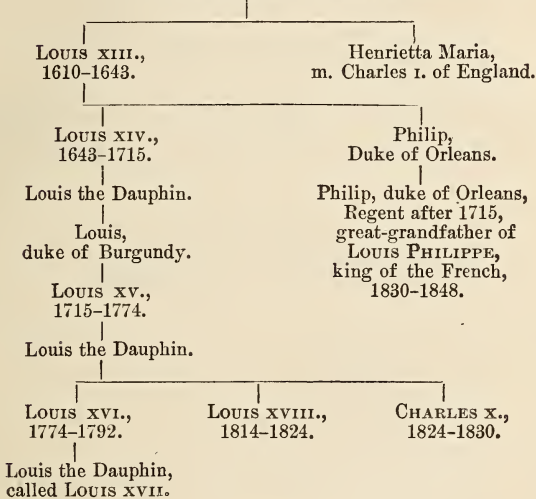 Louis XIII.,
1610–1643.
Henrietta Maria,
m. Charles I. of England.
Louis XIV.,
1643–1715.
Philip,
Duke of Orleans.
Louis the Dauphin.
Philip, duke of Orleans,
Regent after 1715,
great-grandfather of
Louis Philippe,
king of the French,
1830–1848.
Louis,
duke of Burgundy.
Louis XV.,
1715–1774.
Louis the Dauphin.
Louis XVI.,
1774–1792.
Louis XVIII.,
1814–1824.
Charles X.,
1824–1830.
Louis the Dauphin,
called Louis XVII.